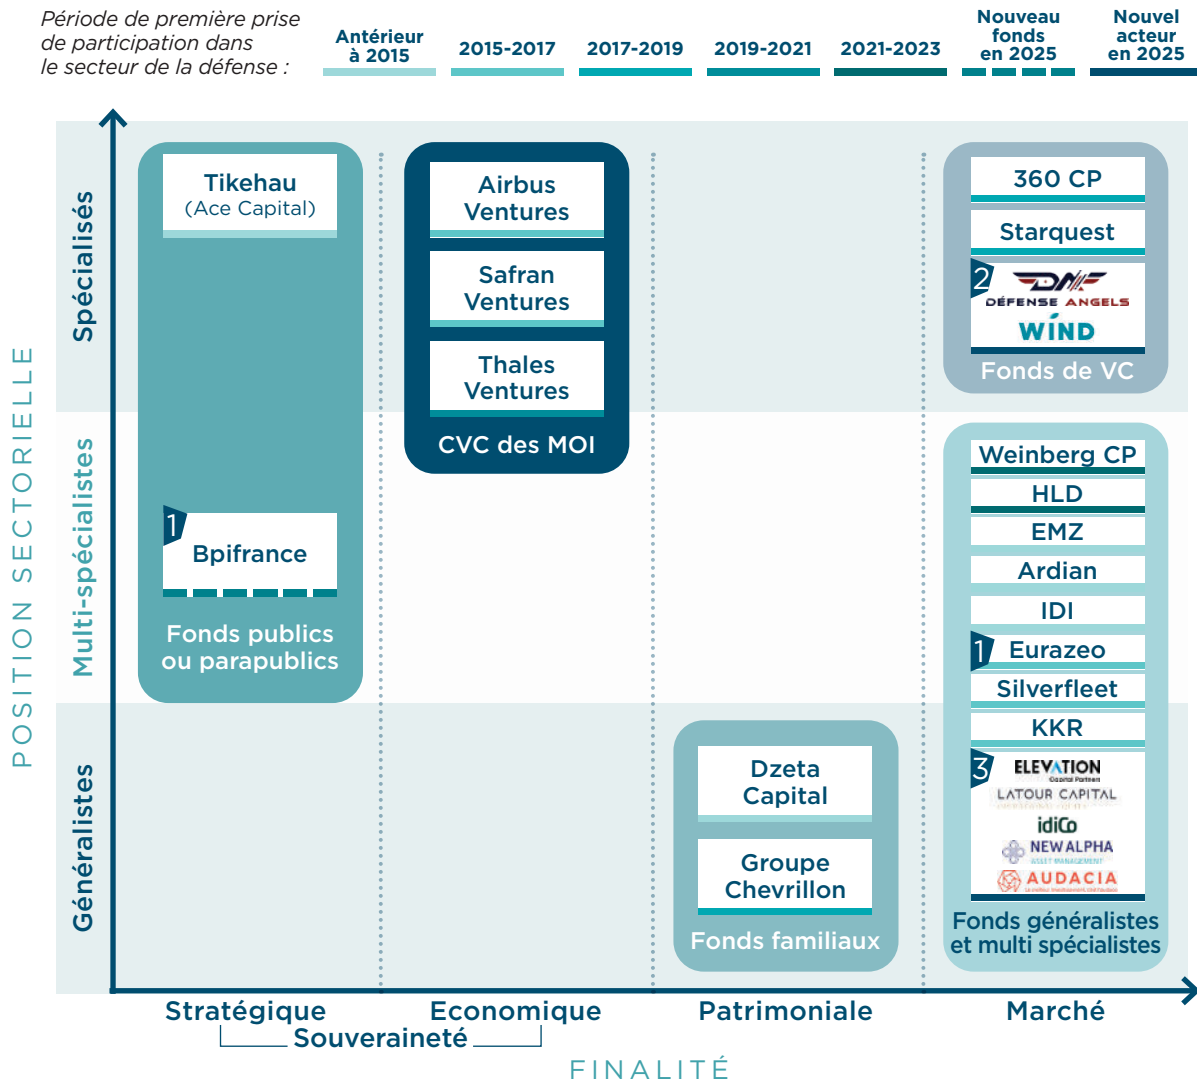 Période de première prise
de participation dans
le secteur de la défense :
Antérieur
à 2015
2015-2017
2017-2019
2019-2021
2021-2023
Nouveau
fonds
en 2025
Nouvel
acteur
en 2025
POSITION SECTORIELLE
Spécialisés
Multi-spécialistes
Généralistes
Tikehau
(Ace Capital)
1
Bpifrance
Fonds publics
ou parapublics
Airbus
Ventures
Safran
Ventures
Thales
Ventures
CVC des MOI
Dzeta
Capital
Groupe
Chevrillon
Fonds familiaux
360 CP
Starquest
2
DÉFENSE ANGELS
WIND
Fonds de VC
Weinberg CP
HLD
EMZ
Ardian
IDI
1
Eurazeo
Silverfleet
KKR
3
ELEVATION
Capital Partners
LATOUR CAPITAL
idiCo
NEWALPHA
ASSET MANAGEMENT
AUDACIA
Fonds généralistes
et multi spécialistes
Stratégique
Economique
Patrimoniale
Marché
Souveraineté
FINALITÉ